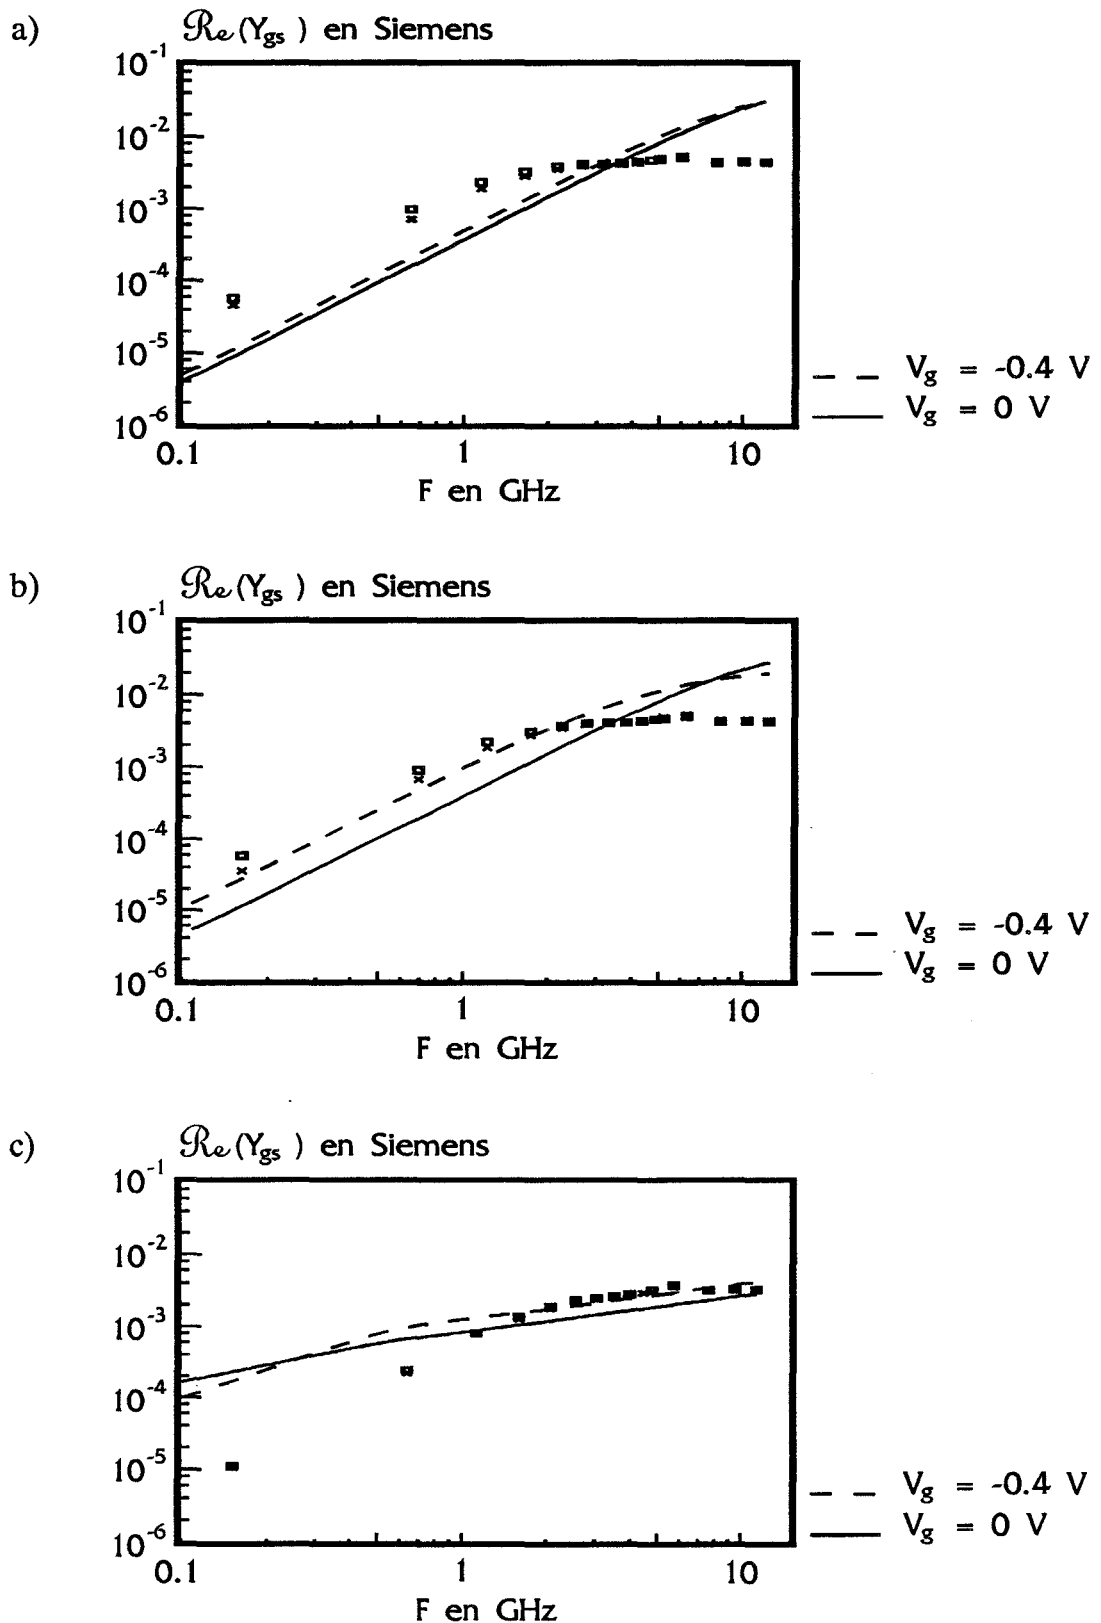 a)
ℛe(Ygs ) en Siemens
10-1
10-2
10-3
10-4
10-5
10-6
0.1 1 10
F en GHz
Vg = -0.4 V
Vg = 0 V
b)
ℛe(Ygs ) en Siemens
10-1
10-2
10-3
10-4
10-5
10-6
0.1 1 10
F en GHz
Vg = -0.4 V
Vg = 0 V
c)
ℛe(Ygs ) en Siemens
10-1
10-2
10-3
10-4
10-5
10-6
0.1 1 10
F en GHz
Vg = -0.4 V
Vg = 0 V